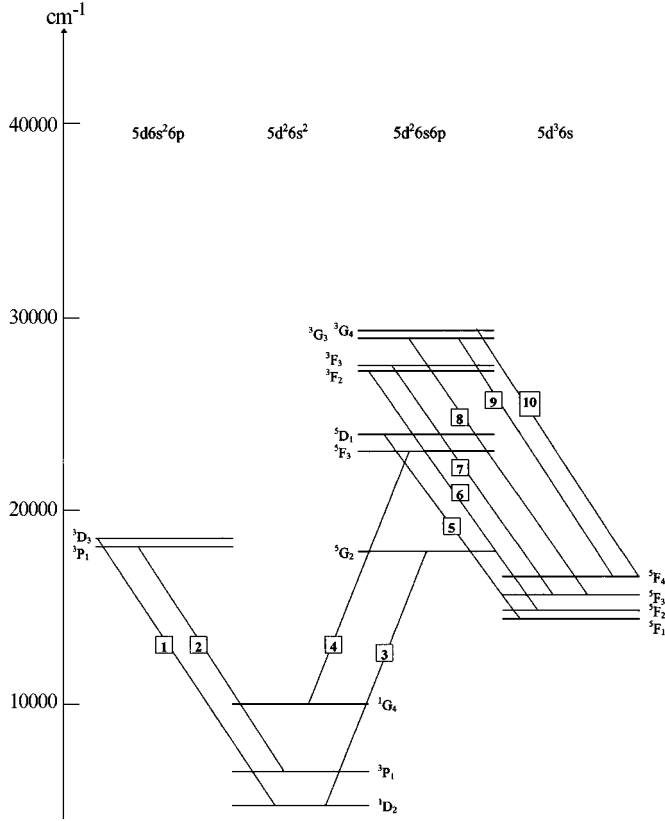 cm⁻¹
40000
5d6s²6p 5d²6s² 5d²6s6p 5d³6s
30000
³G₃ ³G₄
³F₃
³F₂
9 10
8
⁵D₁
⁵F₃
7
6
5
20000
³D₃
³P₁
⁵G₂
⁵F₄
⁵F₃
⁵F₂
⁵F₁
1 2 4 3
10000
¹G₄
³P₁
¹D₂